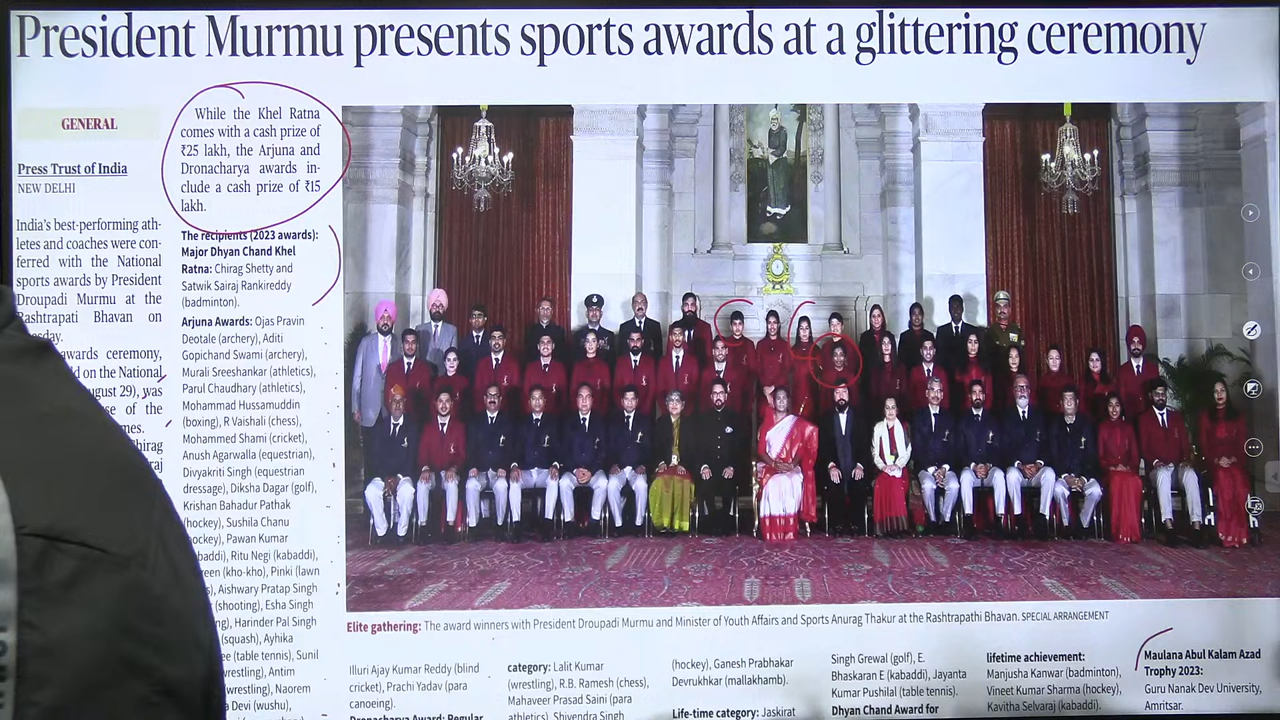 President Murmu presents sports awards at a glittering ceremony
GENERAL
Press Trust of India
NEW DELHI
India's best-performing ath-
letes and coaches were con-
ferred with the National
sports awards by President
Droupadi Murmu at the
Rashtrapati Bhavan on
awards ceremony,
on the National
29), was
of the
While the Khel Ratna
comes with a cash prize of
₹25 lakh, the Arjuna and
Dronacharya awards in-
clude a cash prize of ₹15
lakh.
The recipients (2023 awards):
Major Dhyan Chand Khel
Ratna: Chirag Shetty and
Satwik Sairaj Rankireddy
(badminton).
Arjuna Awards: Ojas Pravin
Deotale (archery), Aditi
Gopichand Swami (archery),
Murali Sreeshankar (athletics),
Parul Chaudhary (athletics),
Mohammed Hussamuddin
(boxing), R Vaishali (chess),
Mohammed Shami (cricket),
Anush Agarwalla (equestrian),
Divyakriti Singh (equestrian
dressage), Diksha Dagar (golf),
Krishan Bahadur Pathak
(hockey), Sushila Chanu
Pawan Kumar
Ritu Negi (kabaddi),
(kho-kho), Pinki (lawn
Aishwary Pratap Singh
(shooting), Esha Singh
Harinder Pal Singh
(squash), Ayhika
(table tennis), Sunil
Antim
Naorem
Devi (wushu),
Elite gathering: The award winners with President Droupadi Murmu and Minister of Youth Affairs and Sports Anurag Thakur at the Rashtrapathi Bhavan. SPECIAL ARRANGEMENT
Illuri Ajay Kumar Reddy (blind
cricket), Prachi Yadav (para
canoeing).
Dronacharya Award: Regular
category: Lalit Kumar
(wrestling), R.B. Ramesh (chess),
Mahaveer Prasad Saini (para
athletics), Shivendra Singh
(hockey), Ganesh Prabhakar
Devrukhkar (mallakhamb).
Life-time category: Jaskirat
Singh Grewal (golf), E.
Bhaskaran E (kabaddi), Jayanta
Kumar Pushilal (table tennis).
Dhyan Chand Award for
lifetime achievement:
Manjusha Kanwar (badminton),
Vineet Kumar Sharma (hockey),
Kavitha Selvaraj (kabaddi).
Maulana Abul Kalam Azad
Trophy 2023:
Guru Nanak Dev University,
Amritsar.